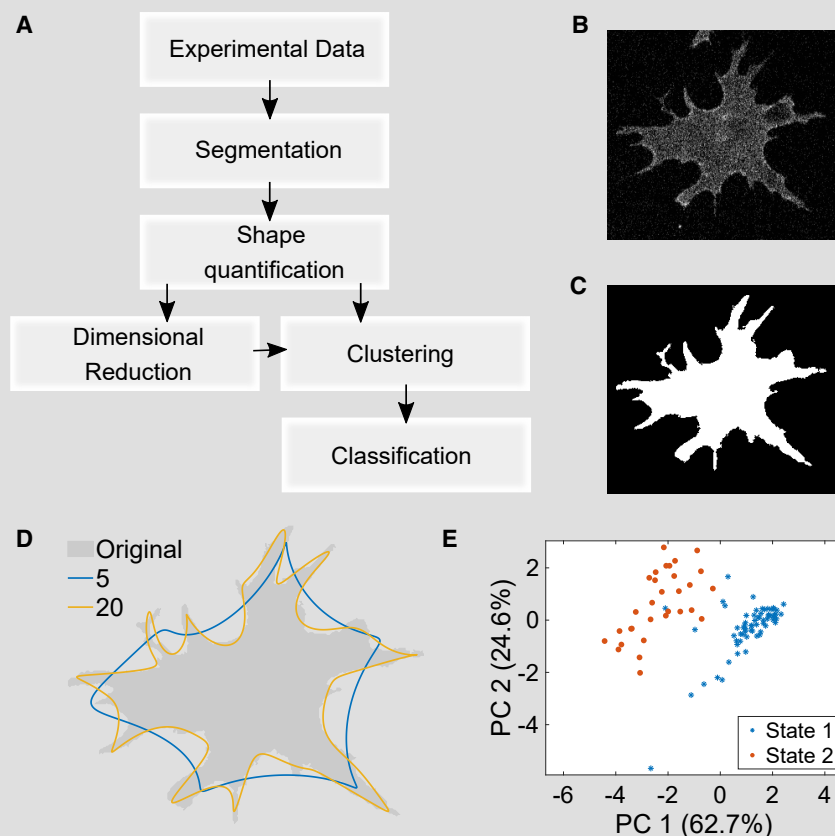 A
Experimental Data
Segmentation
Shape
quantification
Dimensional
Reduction
Clustering
Classification
B
C
D
Original
5
20
E
PC 2 (24.6%)
2
0
-2
-4
State 1
State 2
-6
-4
-2
0
2
4
PC 1 (62.7%)